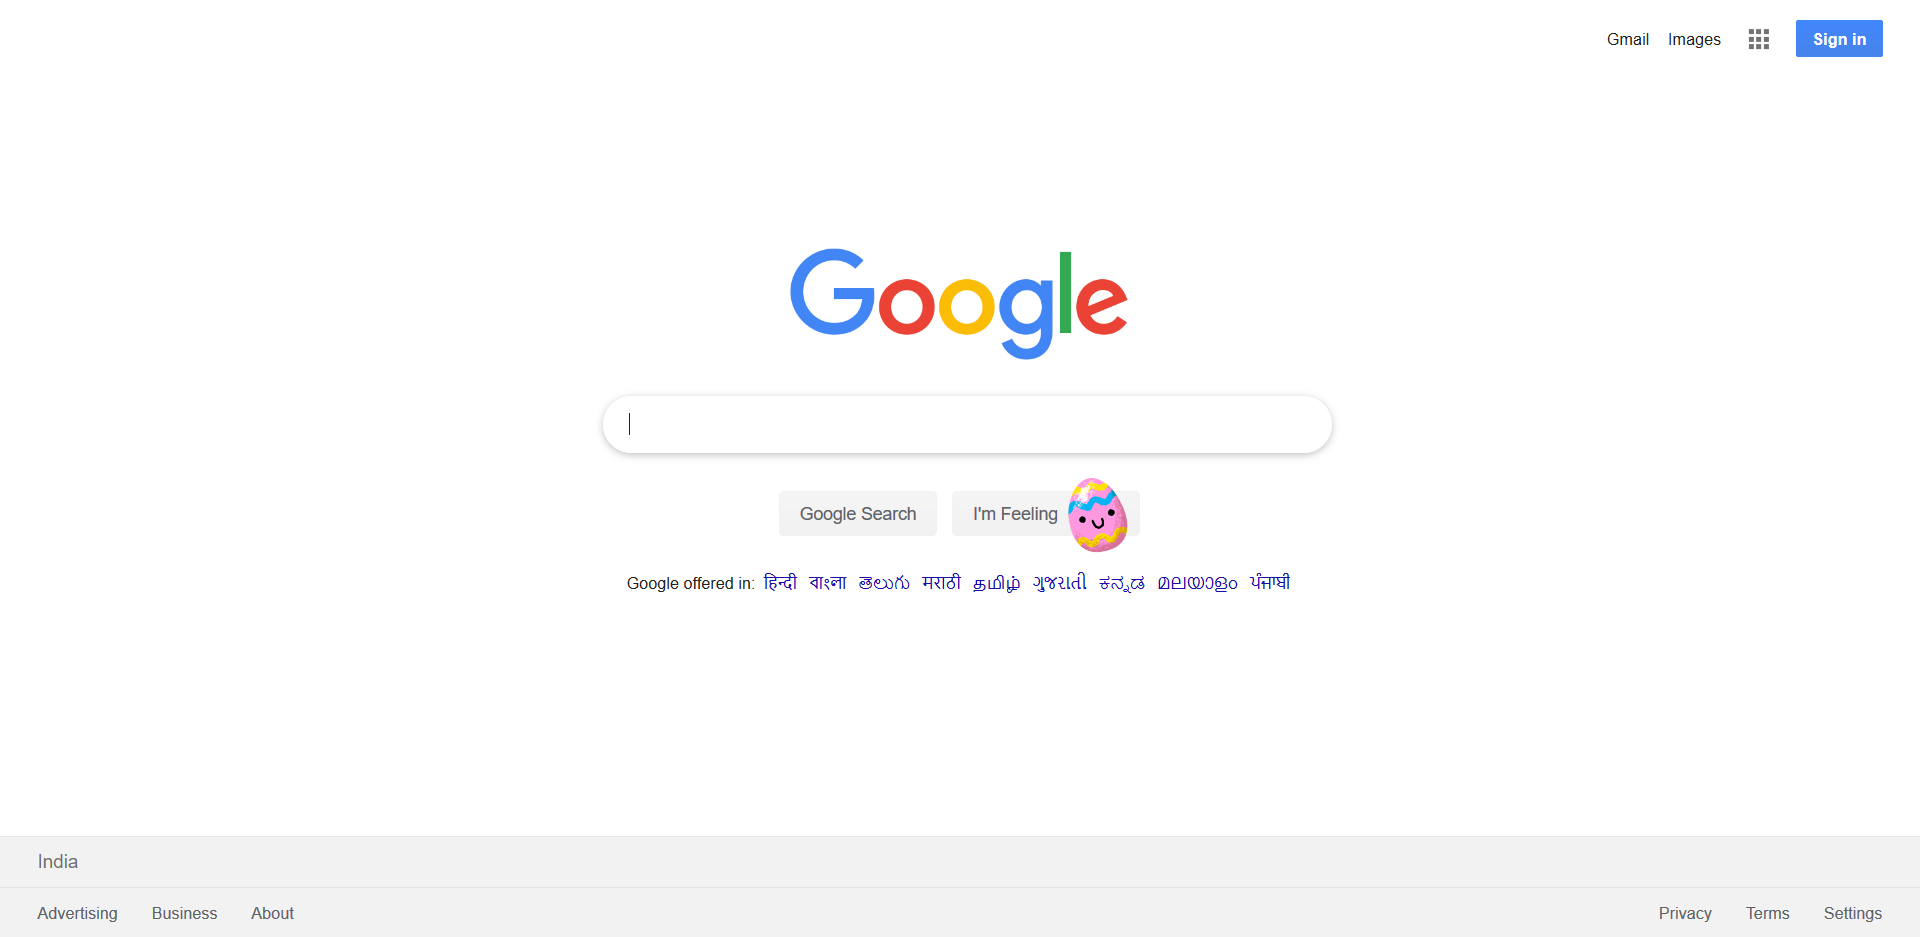 Gmail Images Sign in
Google
Google Search I'm Feeling
Google offered in: हिन्दी বাংলা తెలుగు मराठी தமிழ் ગુજરાતી ಕನ್ನಡ മലയാളം ਪੰਜਾਬੀ
India
Advertising Business About Privacy Terms Settings